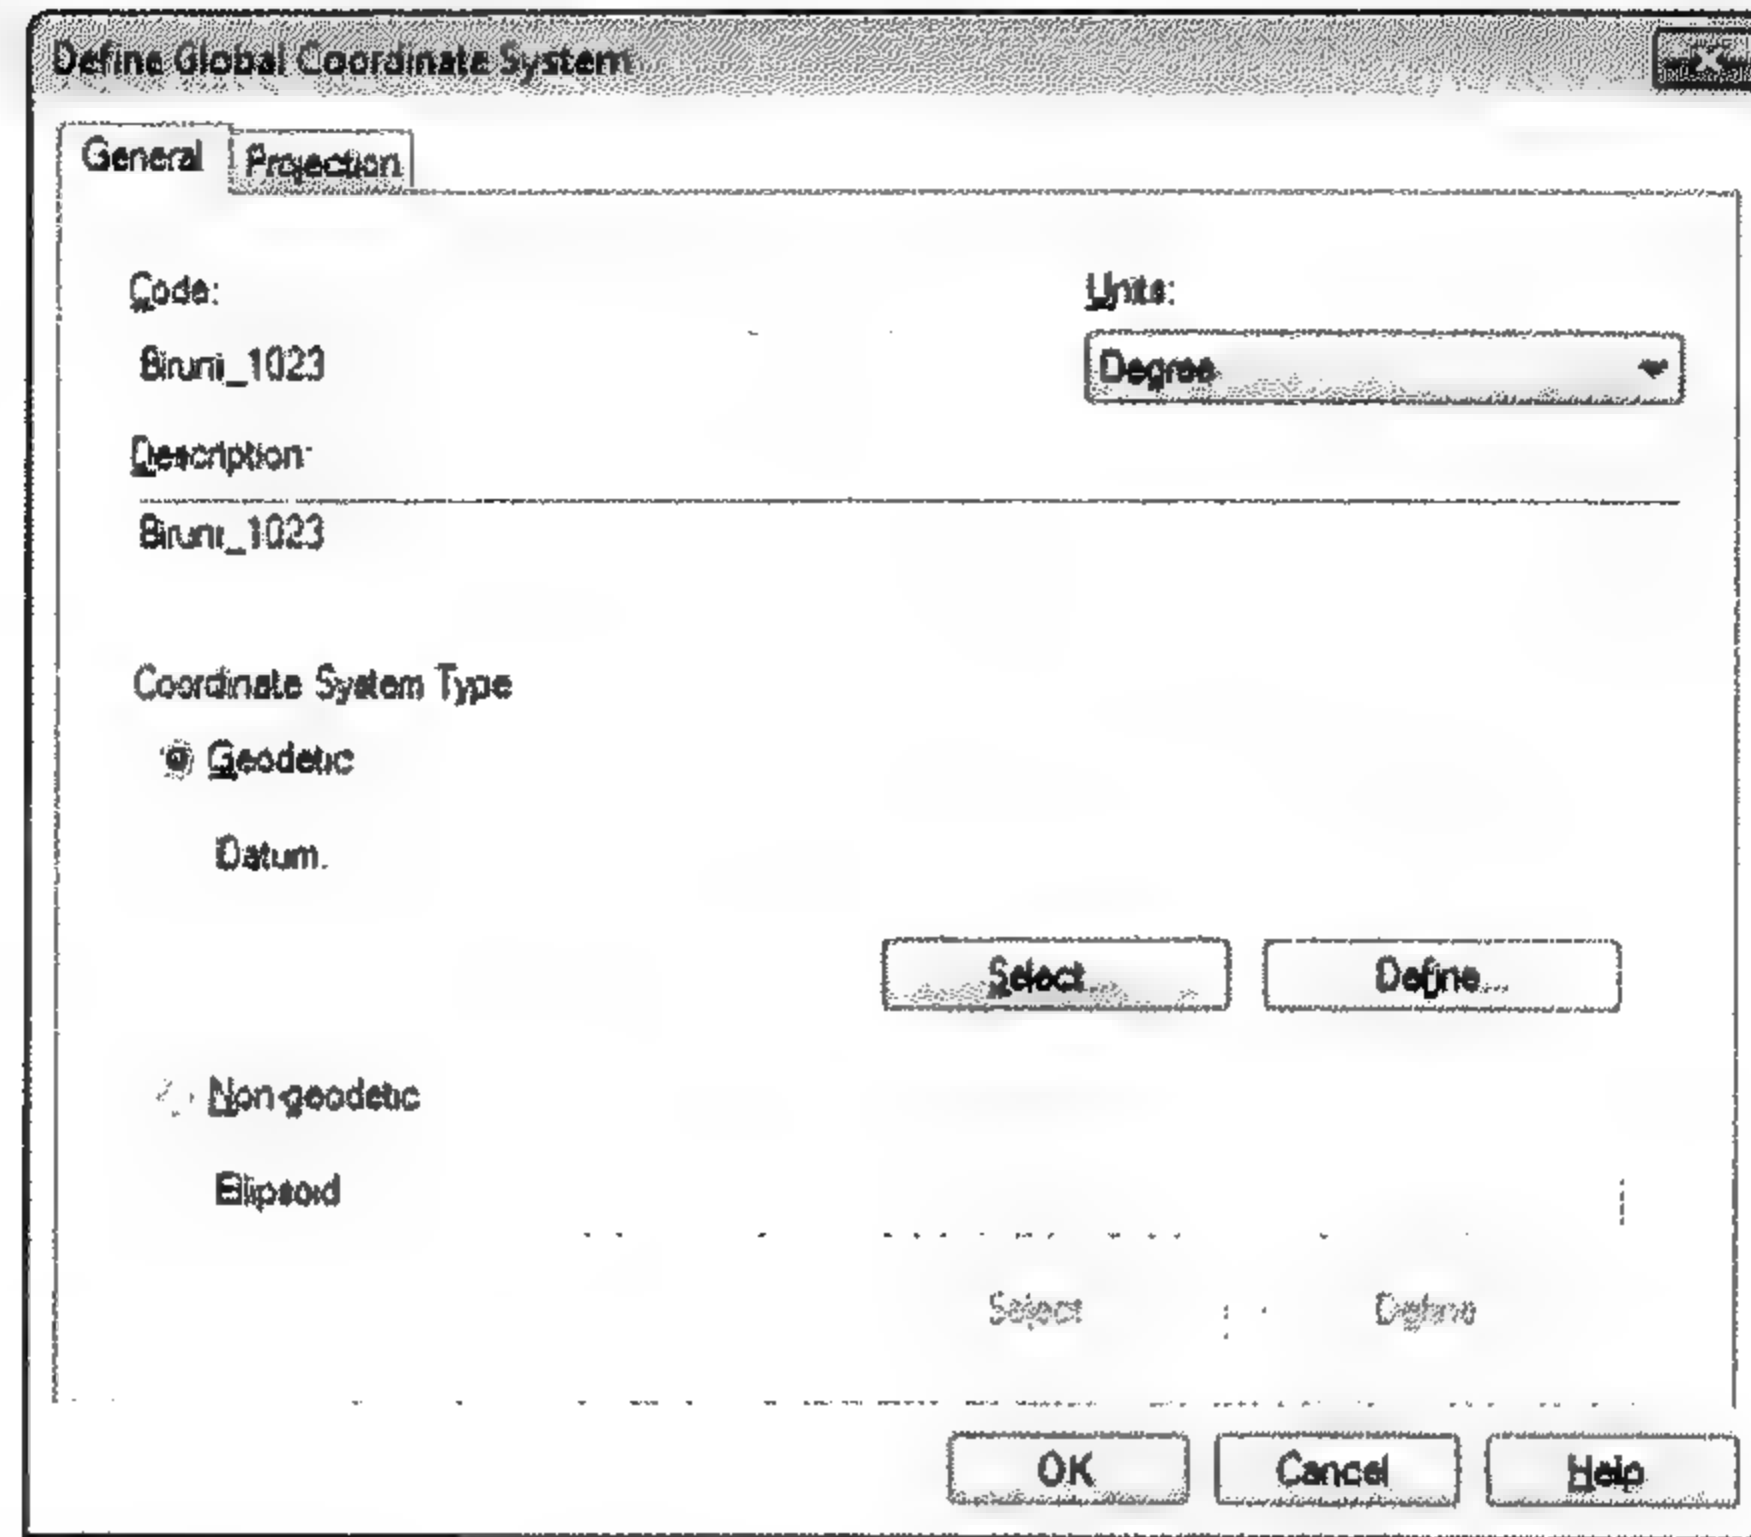 Define Global Coordinate System
General Projection
Code: Units:
Biruni_1023 Degree
Description:
Biruni_1023
Coordinate System Type
Geodetic
Datum:
Select... Define...
Non-geodetic
Ellipsoid
Select Define
OK Cancel Help